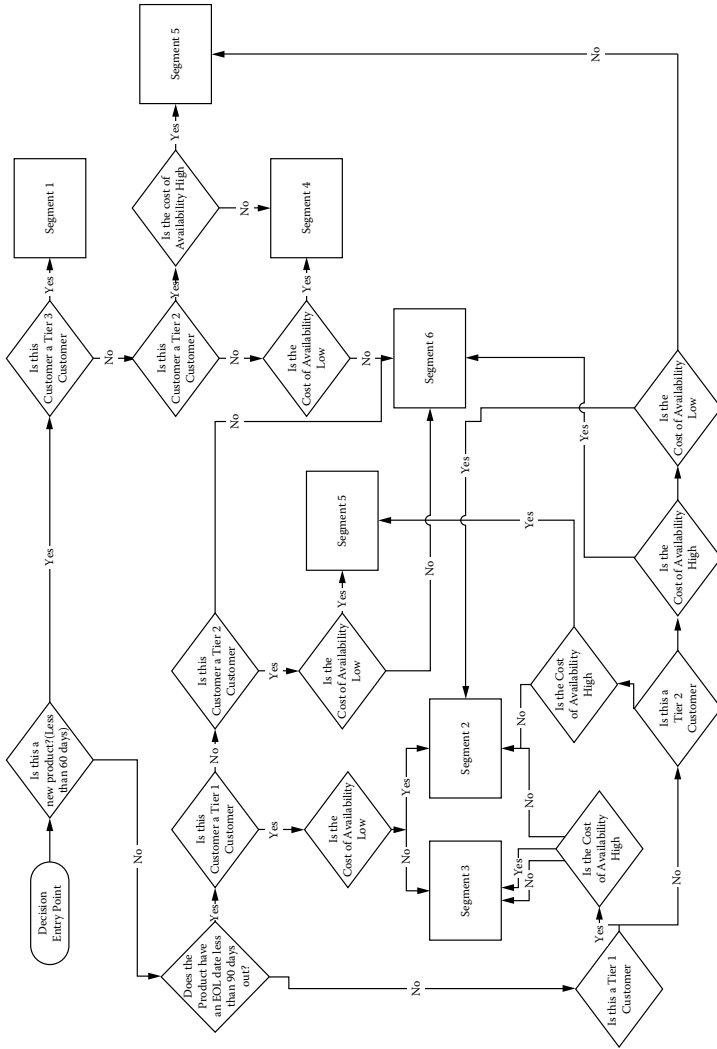 Decision
Entry Point
Is this a
new product?(Less
than 60 days)
Yes
No
Is this
Customer a Tier 3
Customer
Yes
Segment 1
No
Is this
Customer a Tier 2
Customer
Yes
Is the cost of
Availability High
Yes
Segment 5
No
No
Is the
Cost of Availability
Low
Yes
Segment 4
No
Does the
Product have
an EOL date less
than 90 days
out?
Yes
Is this
Customer a Tier 1
Customer
No
Is this
Customer a Tier 2
Customer
No
Segment 6
Yes
Is the
Cost of Availability
Low
Yes
Segment 5
No
Yes
Is the
Cost of Availability
Low
No
Yes
Segment 3
Segment 2
No
Is this a Tier 1
Customer
Yes
Is the Cost
of Availability
High
Yes
No
No
No
Is this a
Tier 2
Customer
Is the Cost
of Availability
High
No
Yes
Is the
Cost of Availability
High
Yes
Is the
Cost of Availability
Low
Yes
No